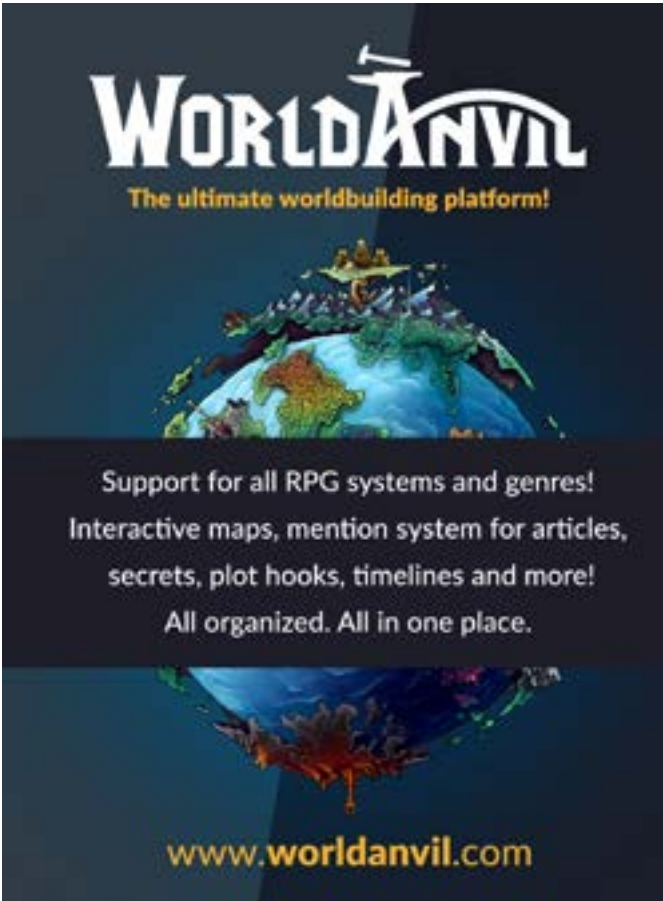 WORLDANVIL
The ultimate worldbuilding platform!
Support for all RPG systems and genres!
Interactive maps, mention system for articles,
secrets, plot hooks, timelines and more!
All organized. All in one place.
www.worldanvil.com